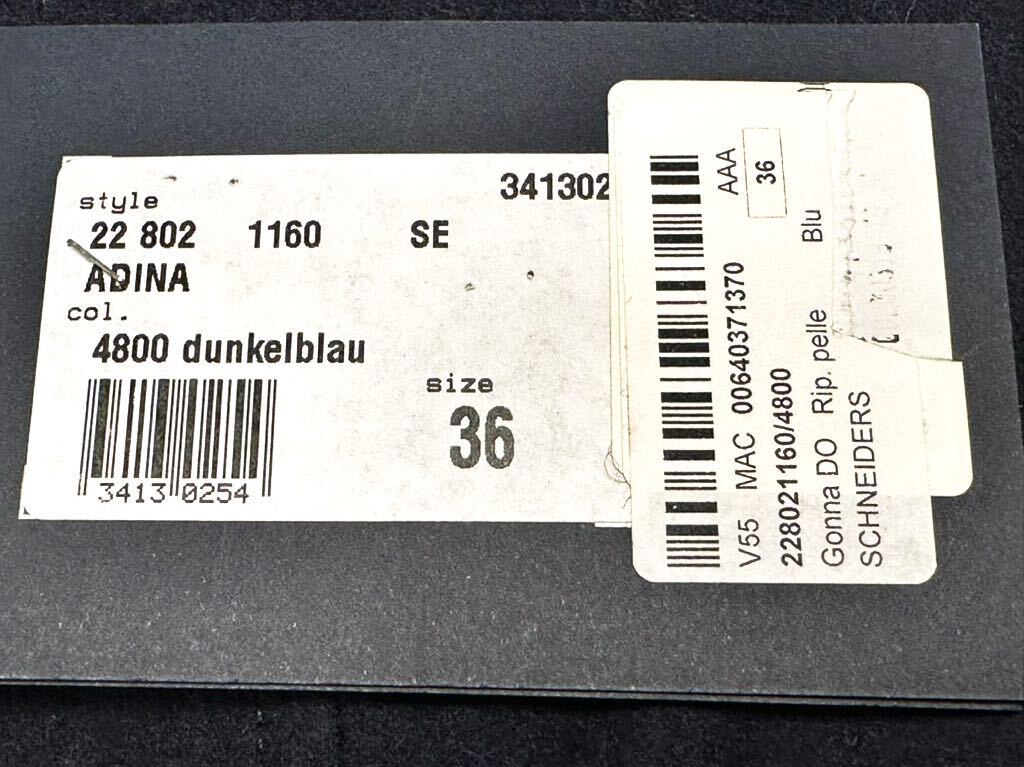 341302
style
22 802 1160 SE
ADINA
col.
4800 dunkelblau
size
36
3413 0254
AAA 36
V55 MAC 00640371370
228021160/4800
Gonna DO Rip. pelle Blu
SCHNEIDERS